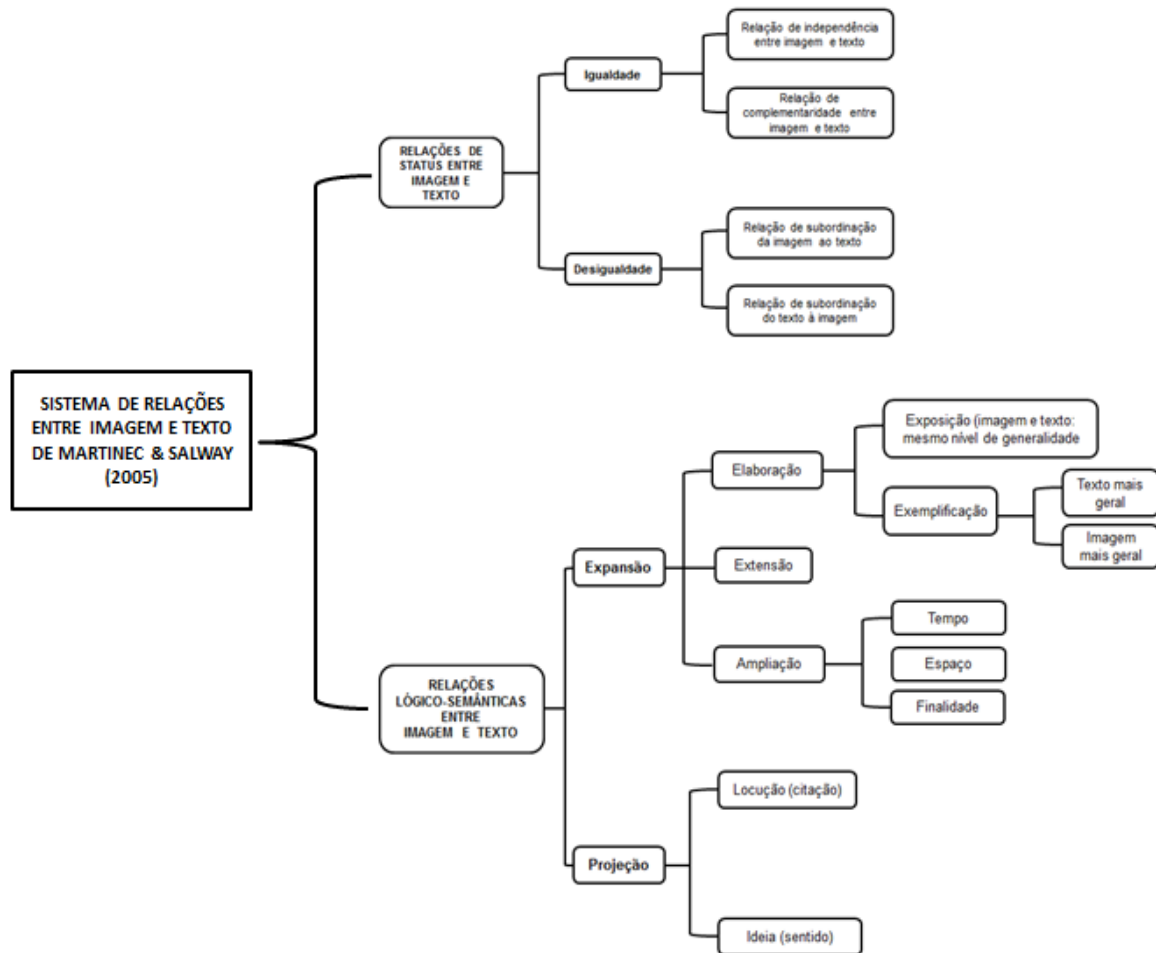 SISTEMA DE RELAÇÕES
ENTRE IMAGEM E TEXTO
DE MARTINEC & SALWAY
(2005)
RELAÇÕES DE
STATUS ENTRE
IMAGEM E
TEXTO
Igualdade
Relação de independência
entre imagem e texto
Relação de
complementaridade entre
imagem e texto
Desigualdade
Relação de subordinação
da imagem ao texto
Relação de subordinação
do texto à imagem
RELAÇÕES
LÓGICO-SEMÂNTICAS
ENTRE
IMAGEM E TEXTO
Expansão
Elaboração
Exposição (imagem e texto:
mesmo nível de generalidade
Exemplificação
Texto mais
geral
Imagem
mais geral
Extensão
Ampliação
Tempo
Espaço
Finalidade
Projeção
Locução (citação)
Ideia (sentido)